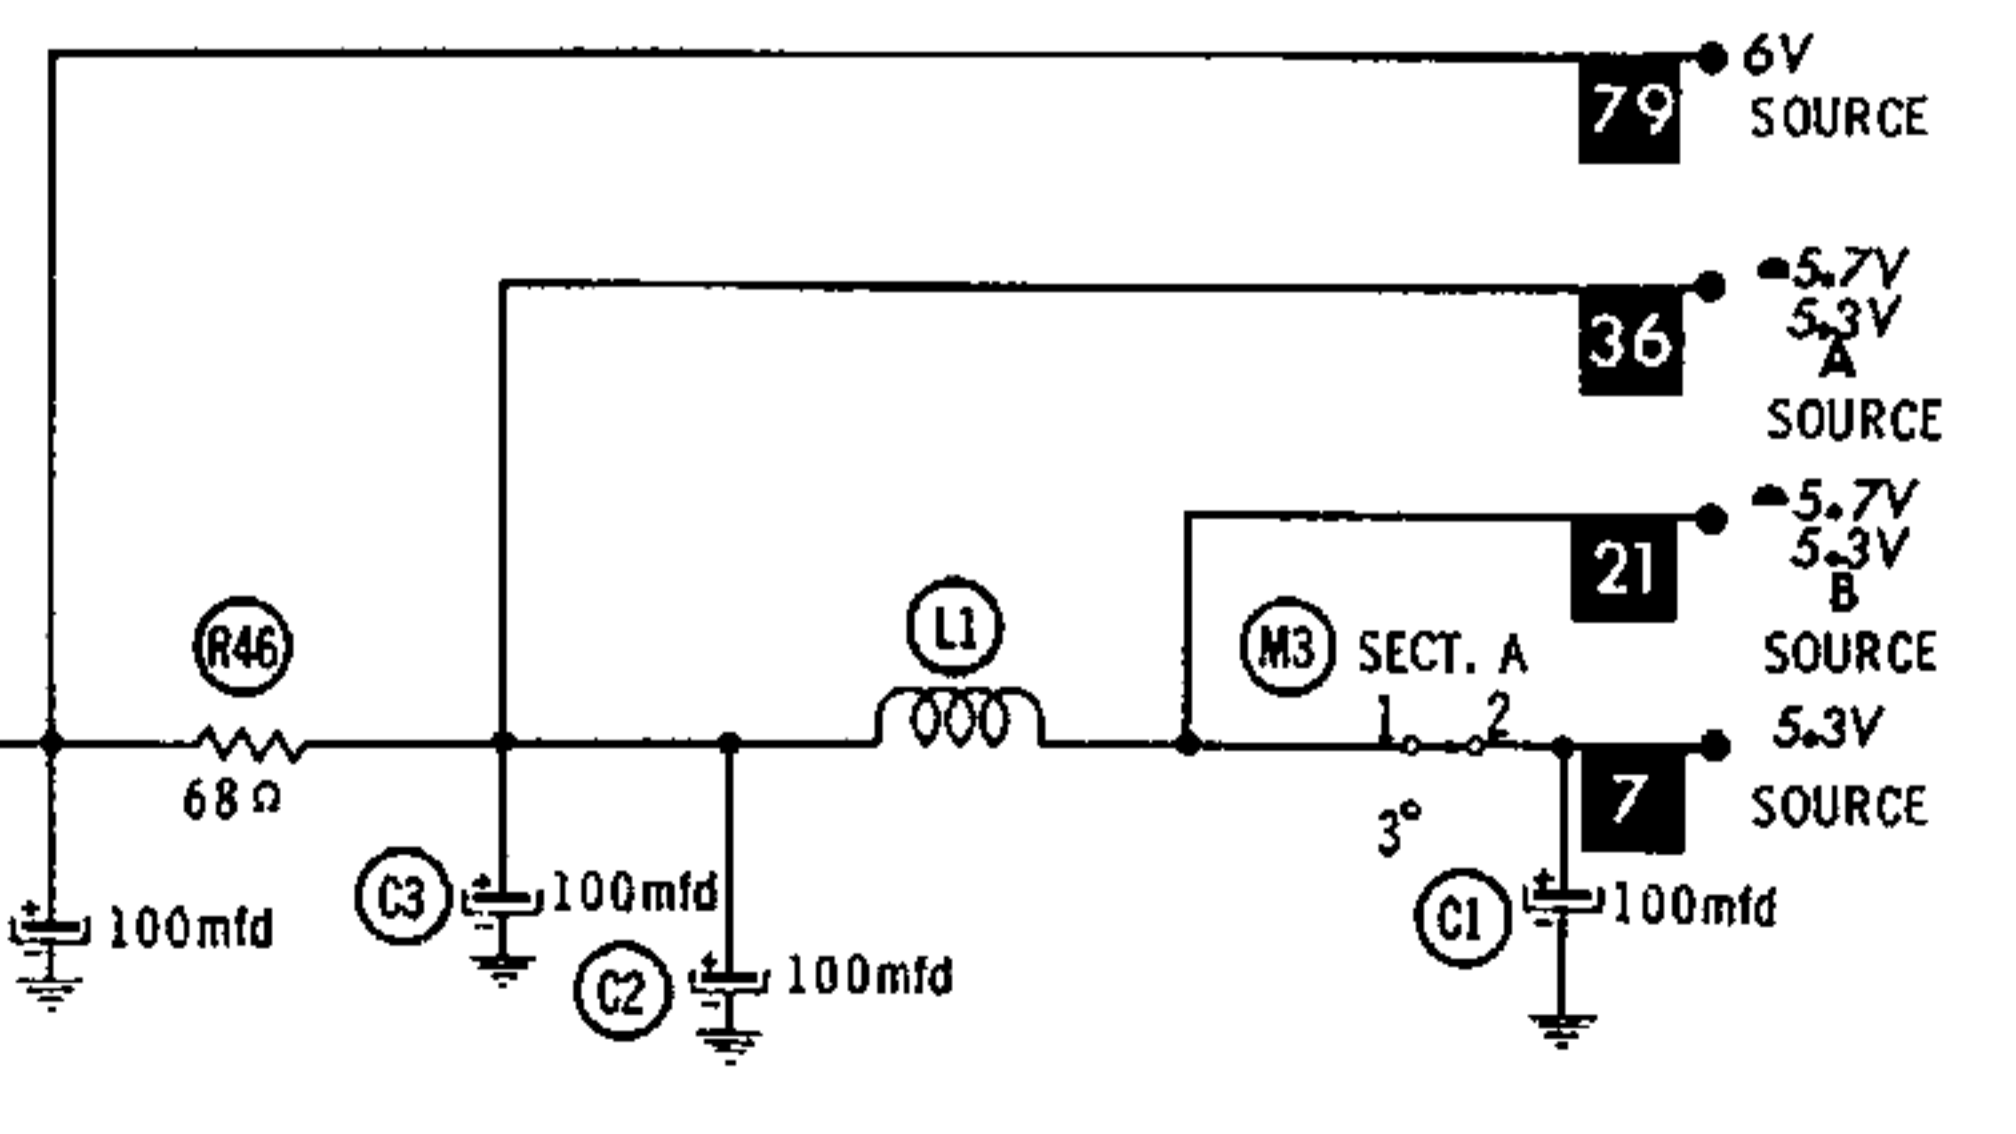 6V
79
SOURCE
5.7V
5.3V
36
A
SOURCE
5.7V
5.3V
21
B
SOURCE
R46
L1
M3 SECT. A
1 2
5.3V
7
SOURCE
68 Ω
3°
C3 + 100mfd -
C1 + 100mfd -
+ 100mfd -
C2 + 100mfd -